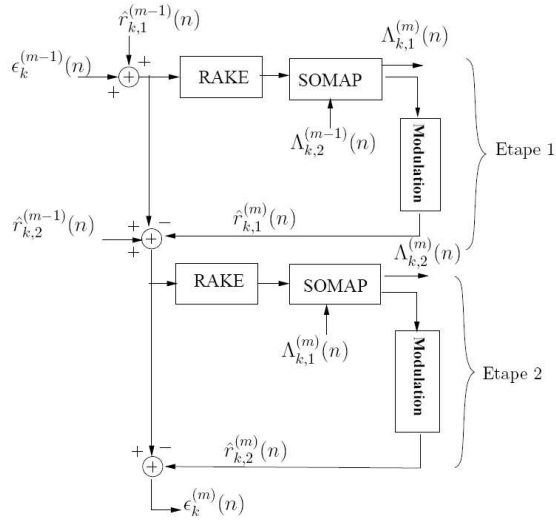 r̂_{k,1}^{(m−1)}(n)
Λ_{k,1}^{(m)}(n)
ϵ_k^{(m−1)}(n)
+
+
+
RAKE
SOMAP
Λ_{k,2}^{(m−1)}(n)
Modulation
Etape 1
r̂_{k,2}^{(m−1)}(n)
+
−
+
+
r̂_{k,1}^{(m)}(n)
Λ_{k,2}^{(m)}(n)
RAKE
SOMAP
Λ_{k,1}^{(m)}(n)
Modulation
Etape 2
+
−
+
r̂_{k,2}^{(m)}(n)
ϵ_k^{(m)}(n)